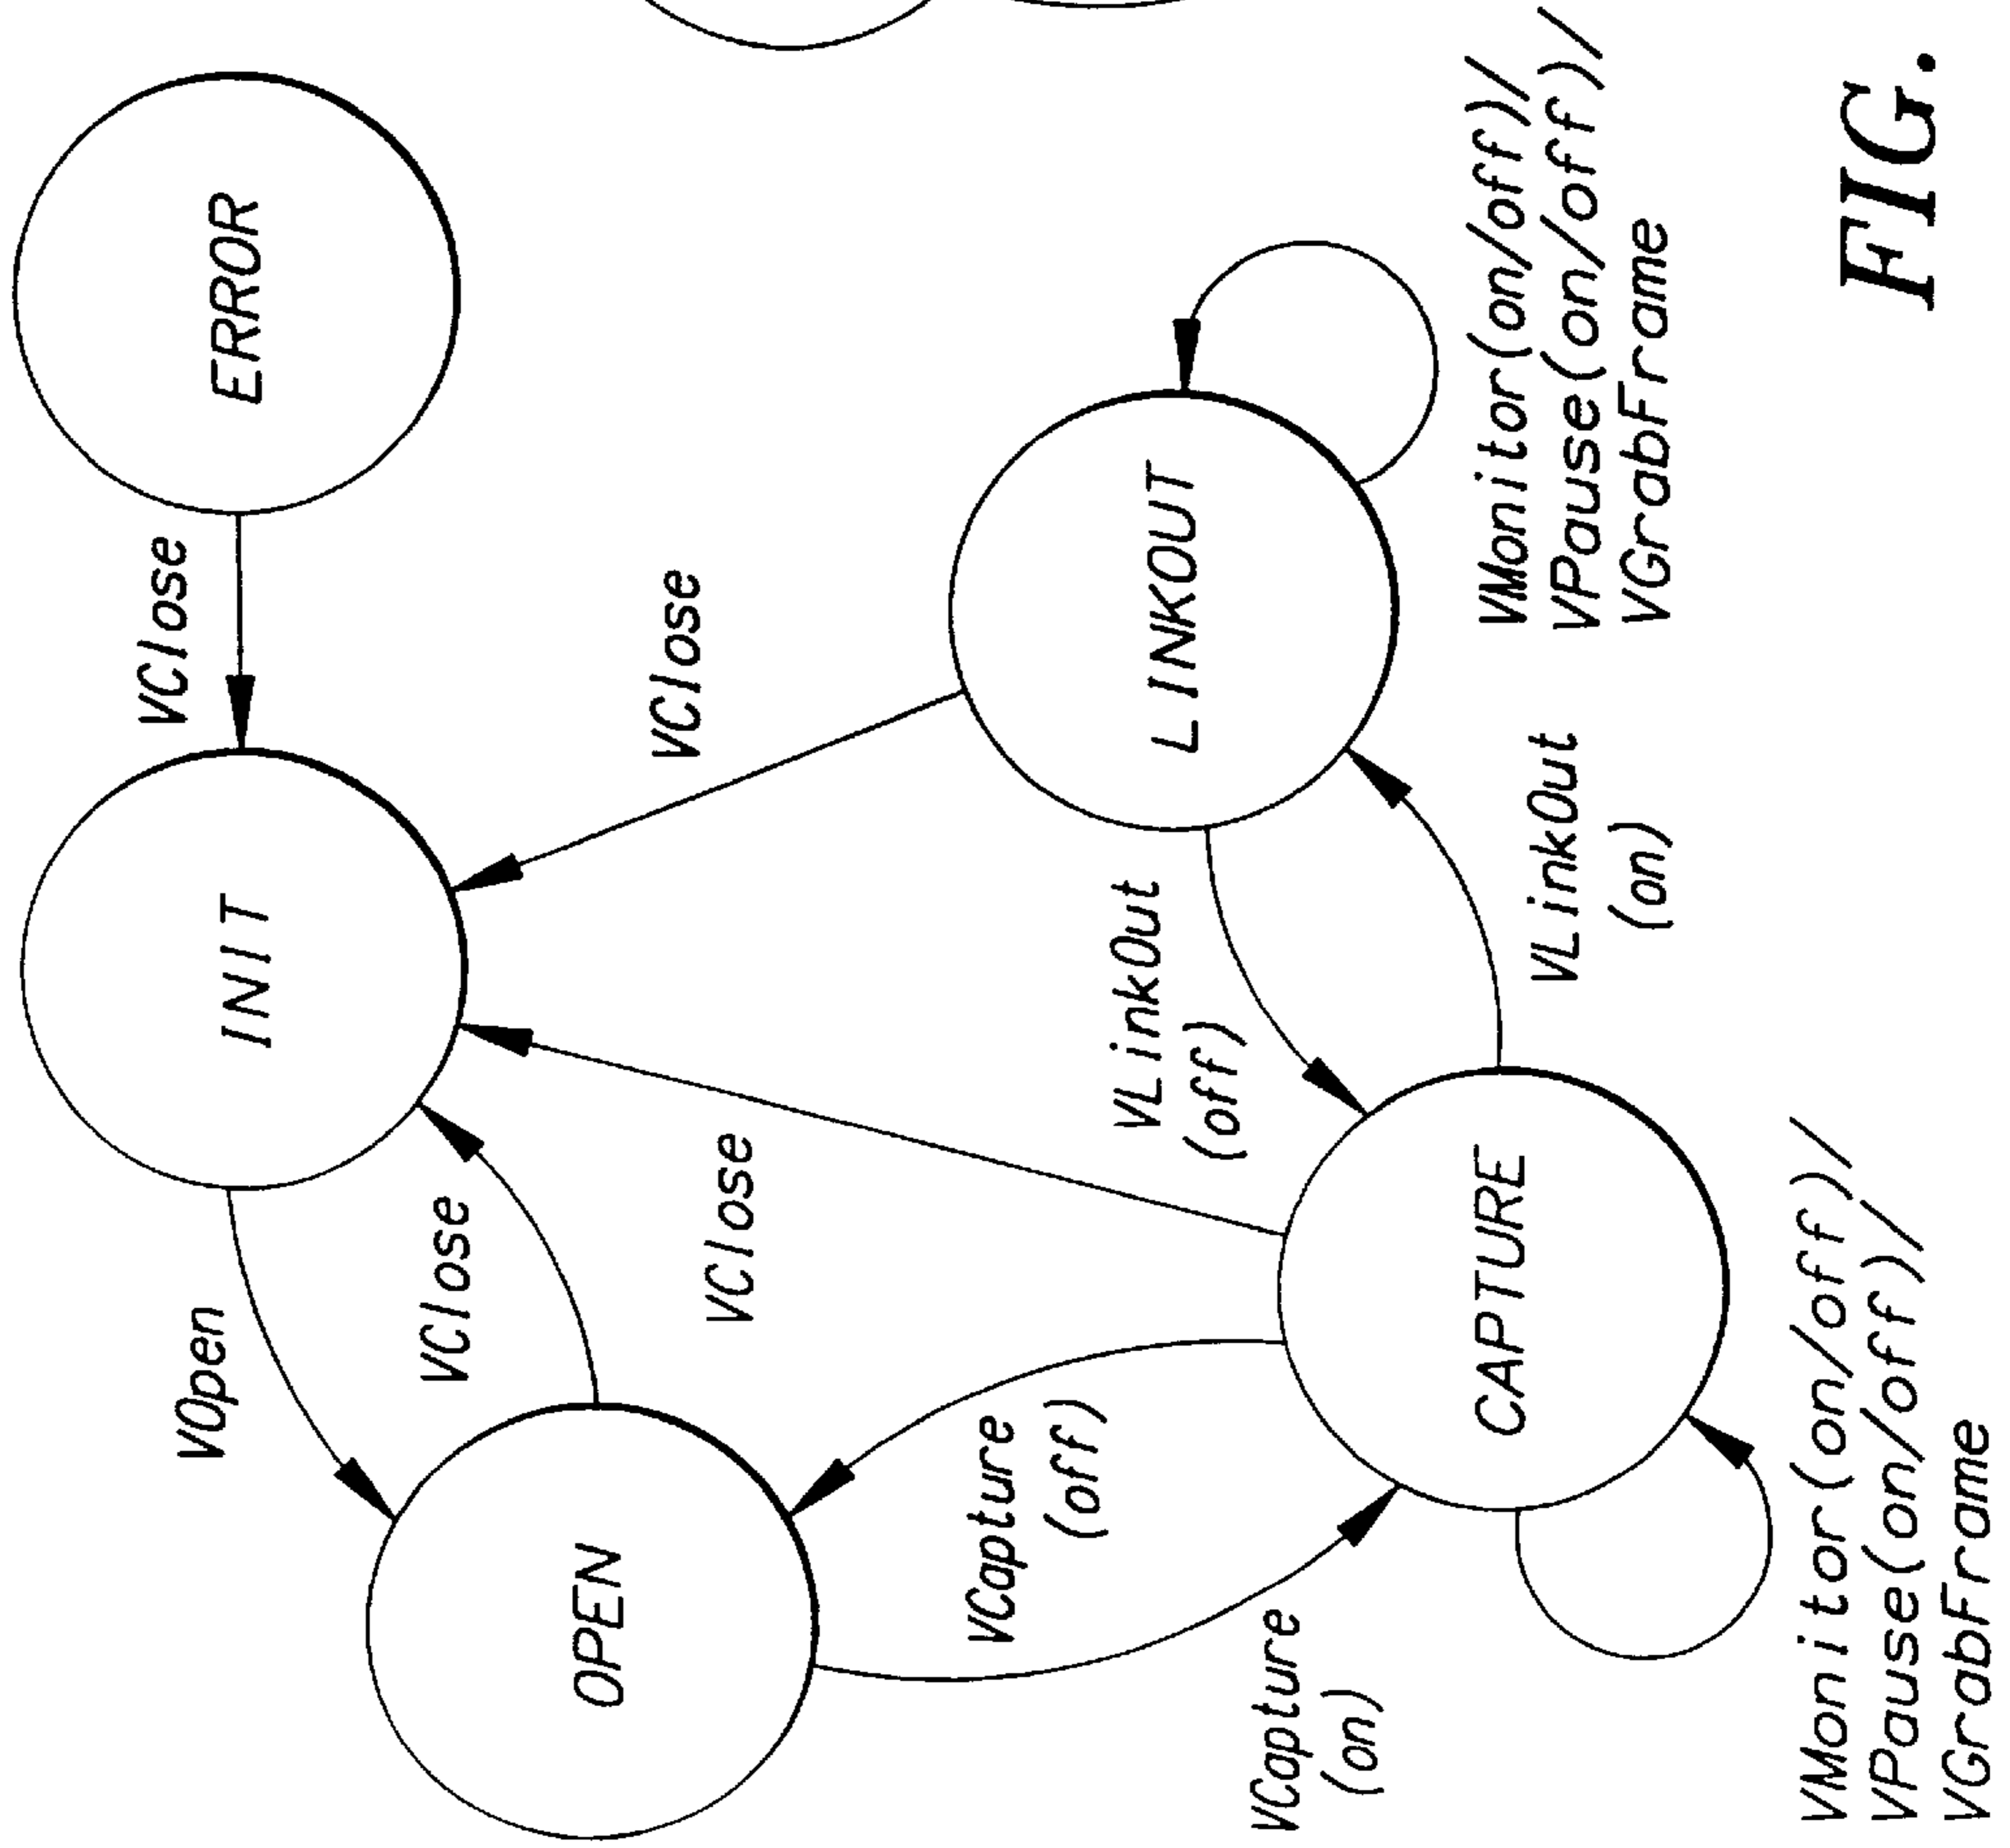 ERROR
VClose
INIT
VOpen
VClose
OPEN
VClose
VClose
VCapture
(off)
VCapture
(on)
CAPTURE
VLinkOut
(off)
VLinkOut
(on)
LINKOUT
VMonitor(on/off)/
VPause(on/off)/
VGrabFrame
VMonitor(on/off)/
VPause(on/off)/
VGrabFrame
FIG.